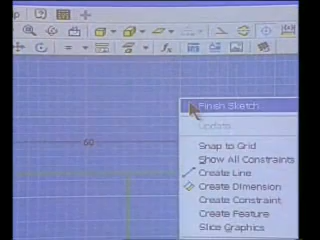 elp
60
Finish Sketch
Update
Snap to Grid
Show All Constraints
Create Line
Create Dimension
Create Constraint
Create Feature
Slice Graphics